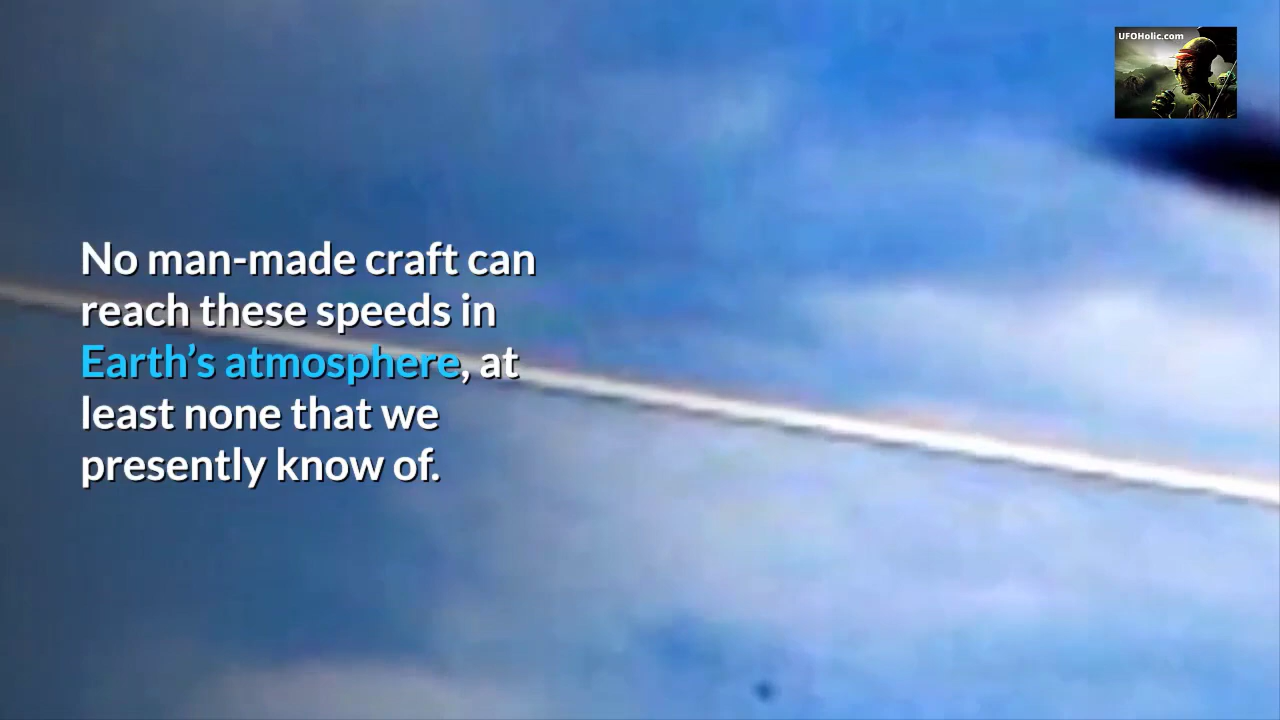 UFOHolic.com
No man-made craft can
reach these speeds in
Earth’s atmosphere, at
least none that we
presently know of.